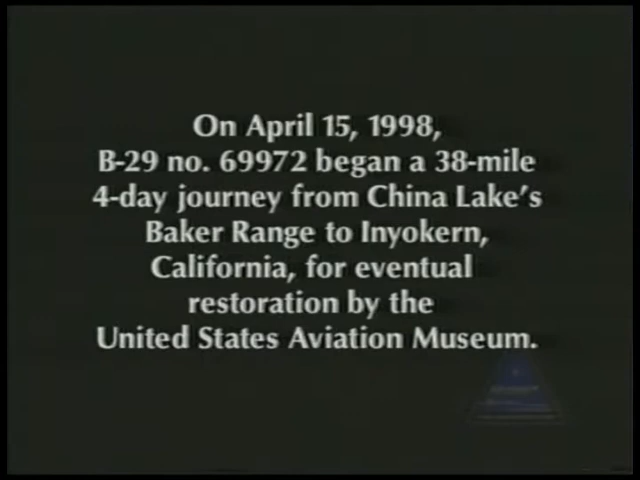 On April 15, 1998,
B-29 no. 69972 began a 38-mile
4-day journey from China Lake's
Baker Range to Inyokern,
California, for eventual
restoration by the
United States Aviation Museum.